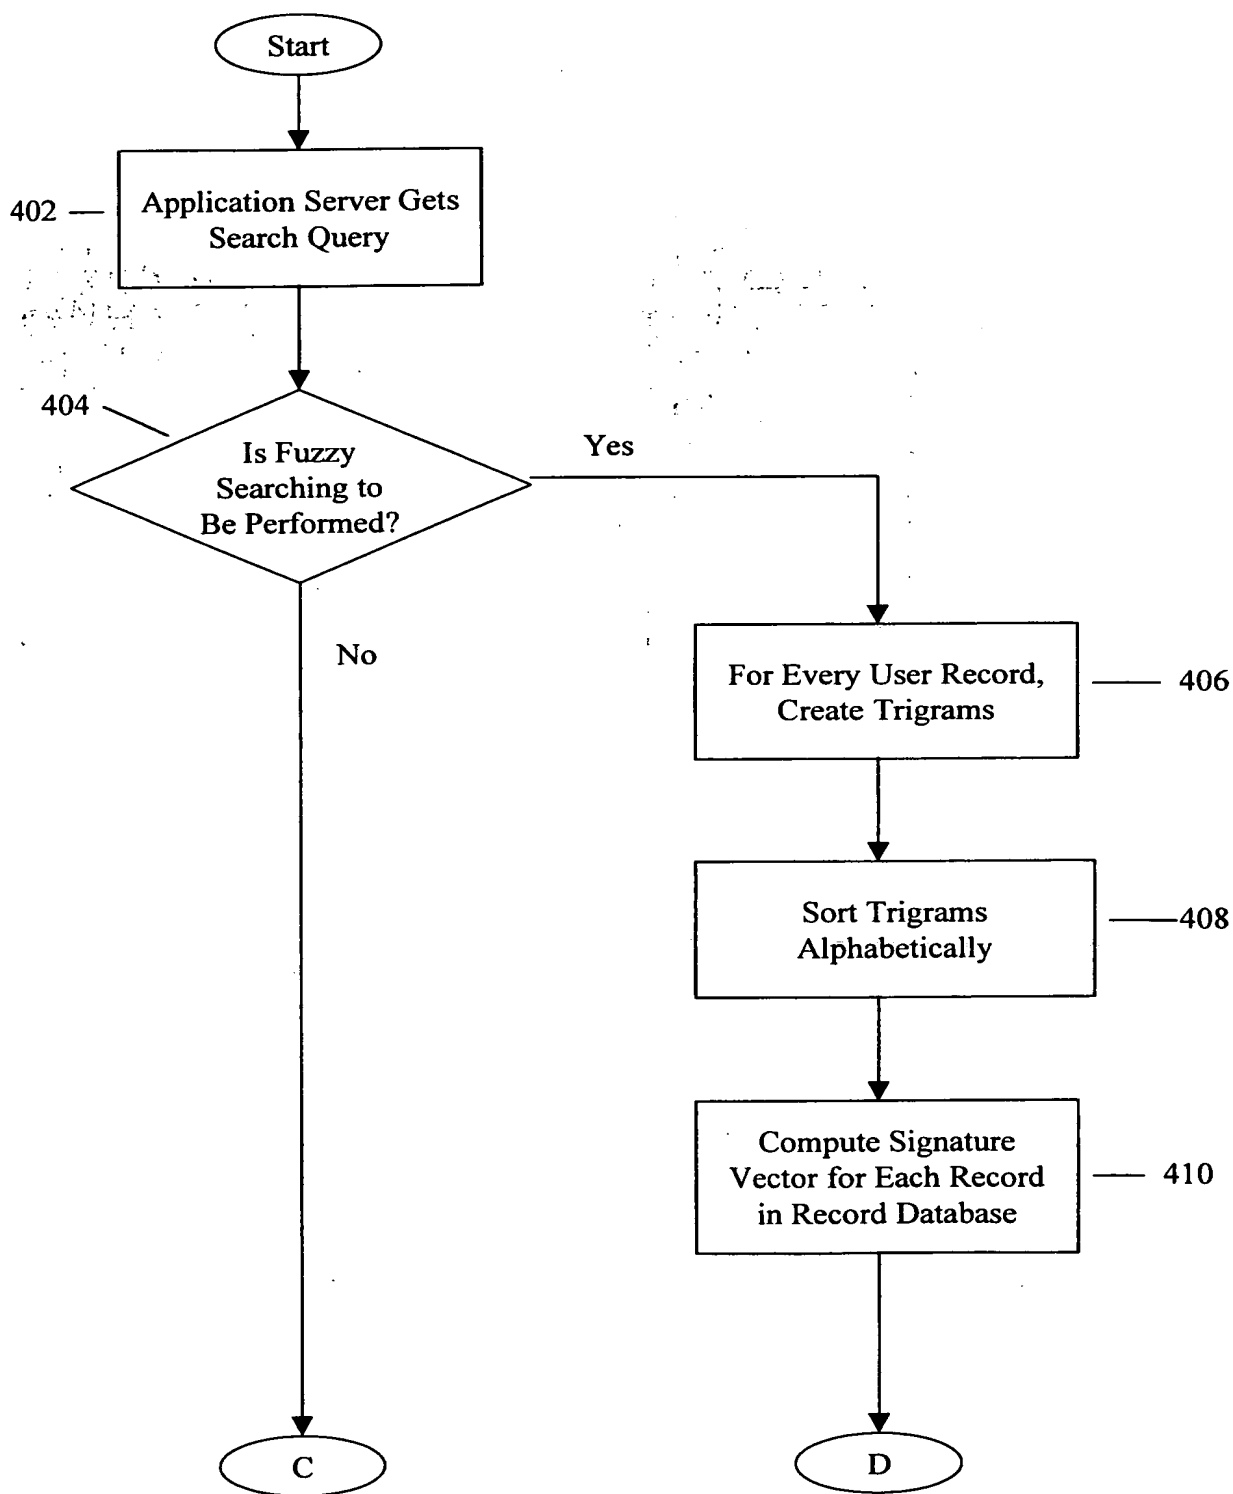 Start
402
Application Server Gets
Search Query
404
Is Fuzzy
Searching to
Be Performed?
Yes
No
For Every User Record,
Create Trigrams
406
Sort Trigrams
Alphabetically
408
Compute Signature
Vector for Each Record
in Record Database
410
C
D